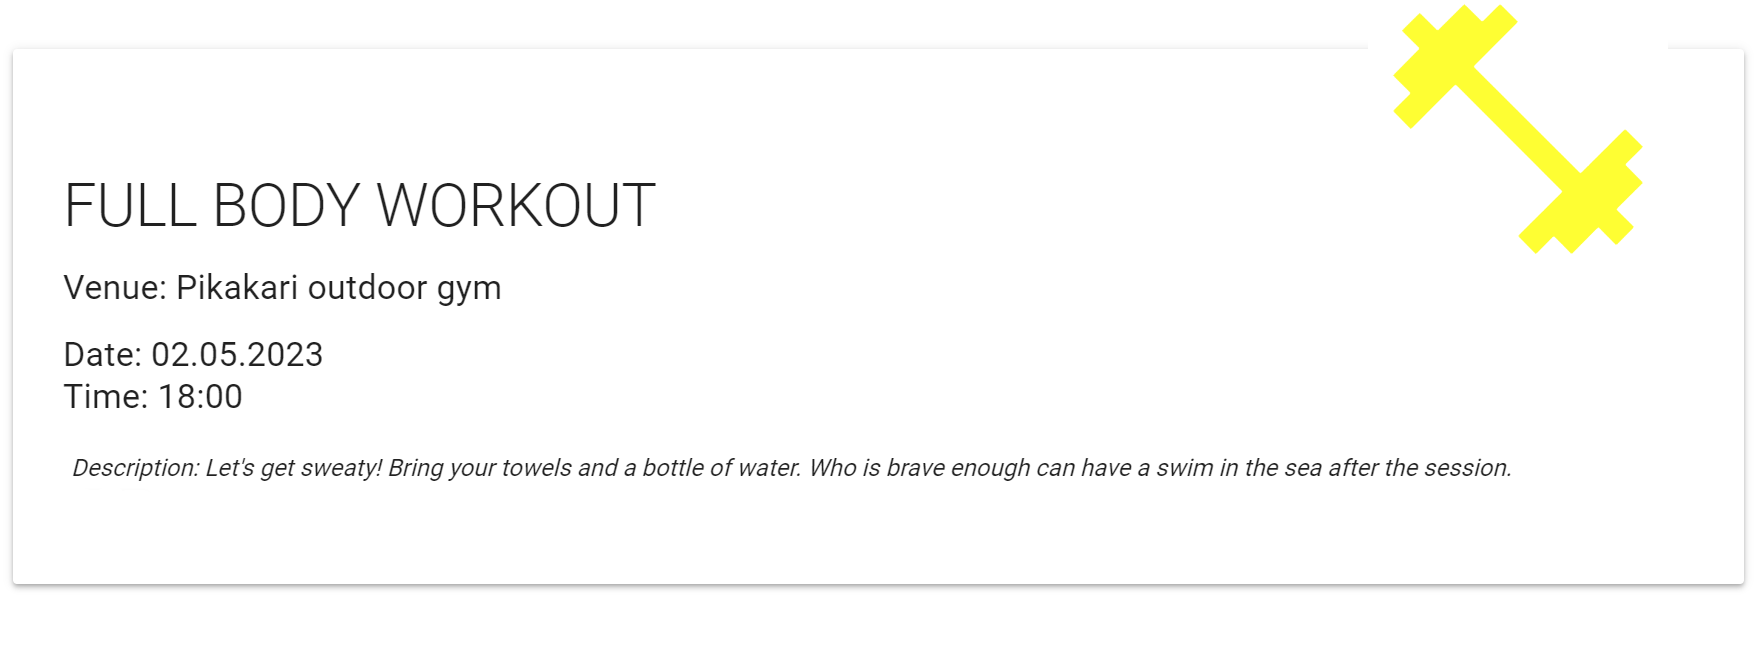 FULL BODY WORKOUT
Venue: Pikakari outdoor gym
Date: 02.05.2023
Time: 18:00
Description: Let's get sweaty! Bring your towels and a bottle of water. Who is brave enough can have a swim in the sea after the session.